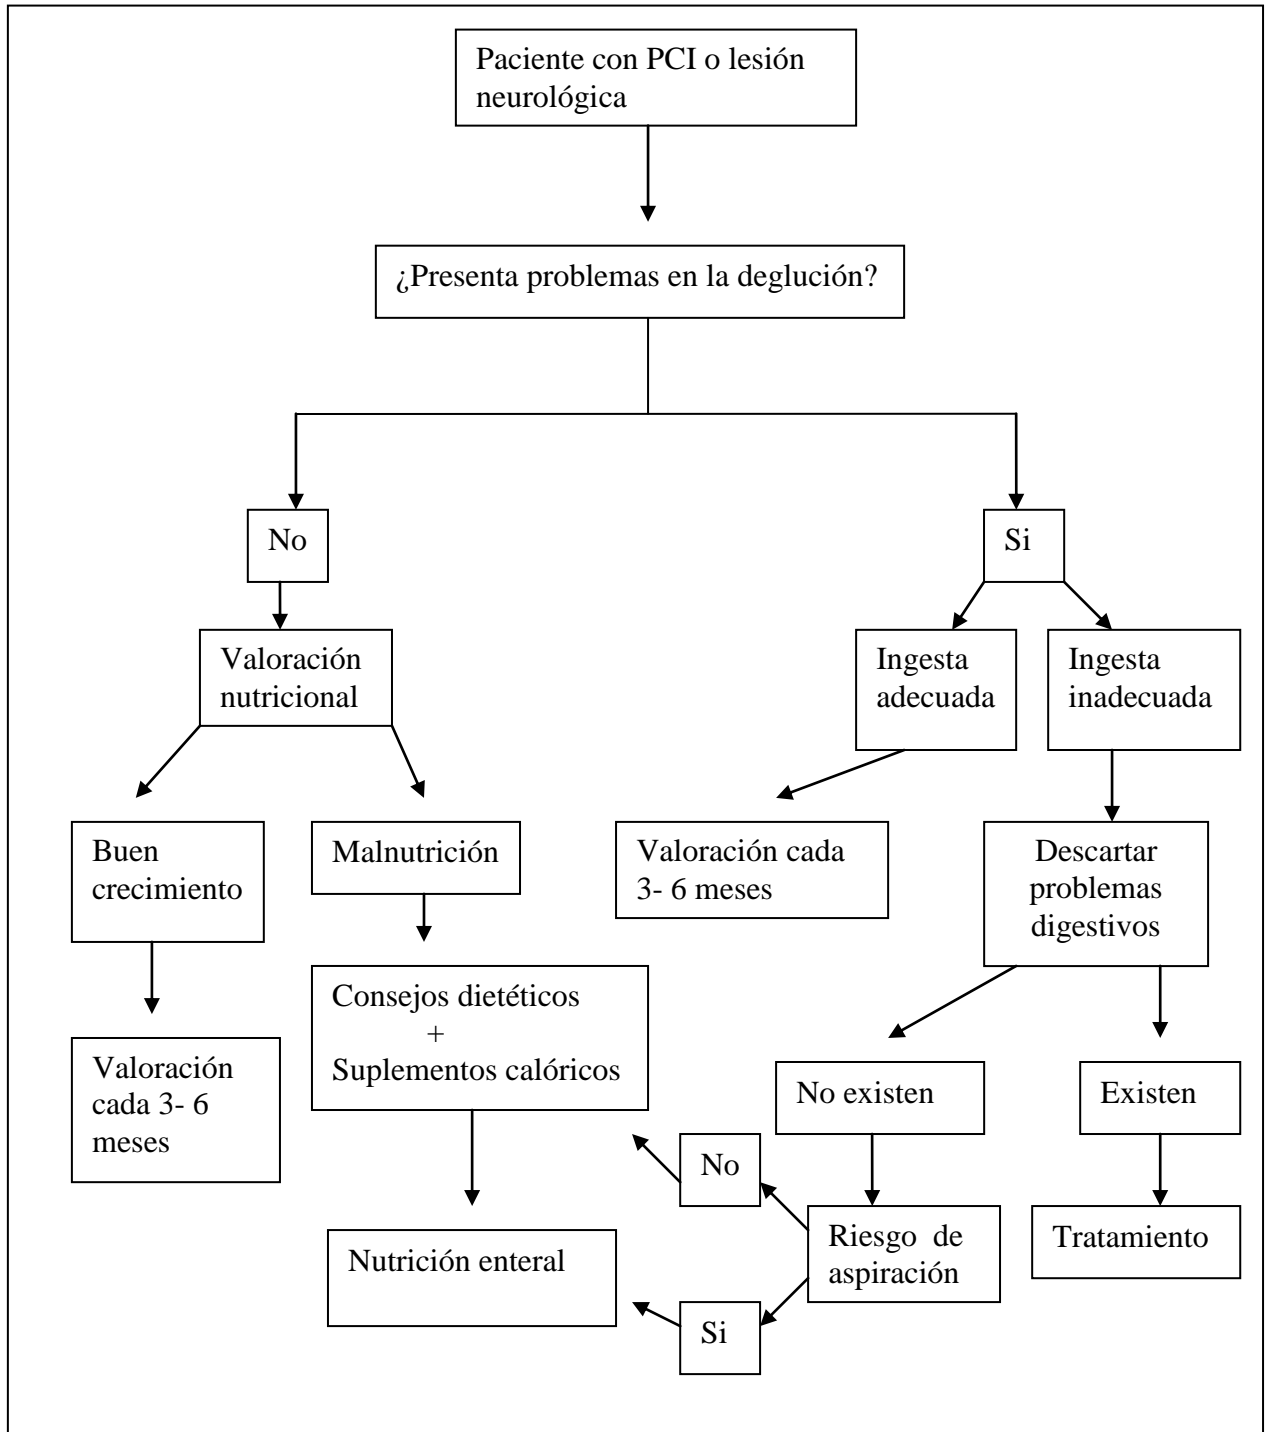 Paciente con PCI o lesión
neurológica
¿Presenta problemas en la deglución?
No
Si
Valoración
nutricional
Ingesta
adecuada
Ingesta
inadecuada
Buen
crecimiento
Malnutrición
Valoración cada
3- 6 meses
Descartar
problemas
digestivos
Consejos dietéticos
+
Suplementos calóricos
Valoración
cada 3- 6
meses
No existen
Existen
No
Riesgo de
aspiración
Tratamiento
Nutrición enteral
Si